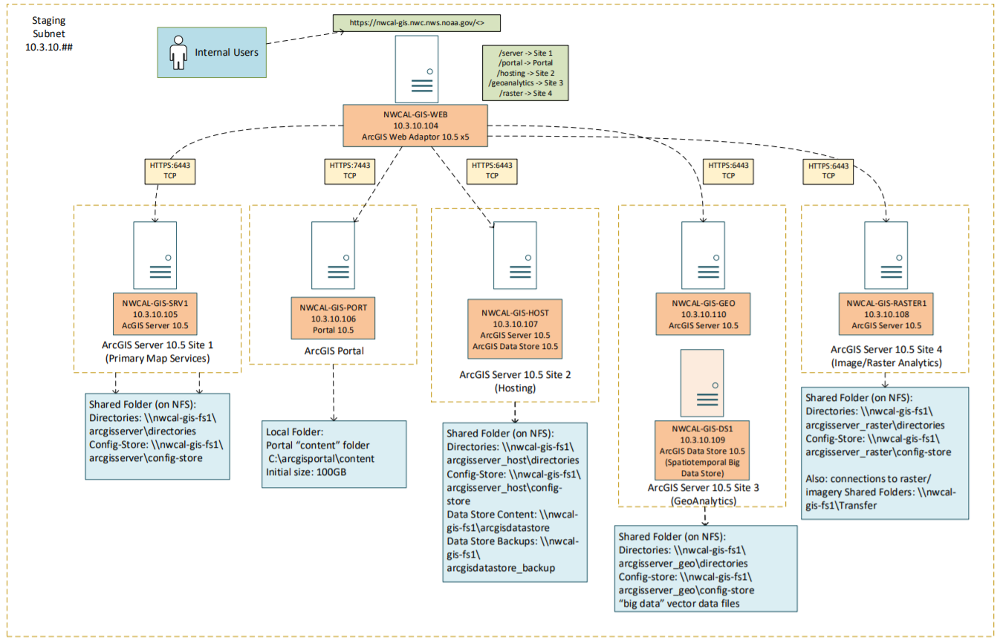 Staging
Subnet
10.3.10.##
Internal Users
https://nwcal-gis.nwc.nws.noaa.gov/<>
/server -> Site 1
/portal -> Portal
/hosting -> Site 2
/geoanalytics -> Site 3
/raster -> Site 4
NWCAL-GIS-WEB
10.3.10.104
ArcGIS Web Adaptor 10.5 x5
HTTPS:6443
TCP
HTTPS:7443
TCP
HTTPS:6443
TCP
HTTPS:6443
TCP
HTTPS:6443
TCP
NWCAL-GIS-SRV1
10.3.10.105
AcGIS Server 10.5
ArcGIS Server 10.5 Site 1
(Primary Map Services)
Shared Folder (on NFS):
Directories: \\nwcal-gis-fs1\
arcgisserver\directories
Config-Store: \\nwcal-gis-fs1\
arcgisserver\config-store
NWCAL-GIS-PORT
10.3.10.106
Portal 10.5
ArcGIS Portal
Local Folder:
Portal “content” folder
C:\arcgisportal\content
Initial size: 100GB
NWCAL-GIS-HOST
10.3.10.107
ArcGIS Server 10.5
ArcGIS Data Store 10.5
ArcGIS Server 10.5 Site 2
(Hosting)
Shared Folder (on NFS):
Directories: \\nwcal-gis-fs1\
arcgisserver_host\directories
Config-Store: \\nwcal-gis-fs1\
arcgisserver_host\config-
store
Data Store Content: \\nwcal-
gis-fs1\arcgisdatastore
Data Store Backups: \\nwcal-
gis-fs1\
arcgisdatastore_backup
NWCAL-GIS-GEO
10.3.10.110
ArcGIS Server 10.5
NWCAL-GIS-DS1
10.3.10.109
ArcGIS Data Store 10.5
(Spatiotemporal Big
Data Store)
ArcGIS Server 10.5 Site 3
(GeoAnalytics)
Shared Folder (on NFS):
Directories: \\nwcal-gis-fs1\
arcgisserver_geo\directories
Config-store: \\nwcal-gis-fs1\
arcgisserver_geo\config-store
“big data” vector data files
NWCAL-GIS-RASTER1
10.3.10.108
ArcGIS Server 10.5
ArcGIS Server 10.5 Site 4
(Image/Raster Analytics)
Shared Folder (on NFS):
Directories: \\nwcal-gis-fs1\
arcgisserver_raster\directories
Config-Store: \\nwcal-gis-fs1\
arcgisserver_raster\config-store
Also: connections to raster/
imagery Shared Folders: \\nwcal-
gis-fs1\Transfer